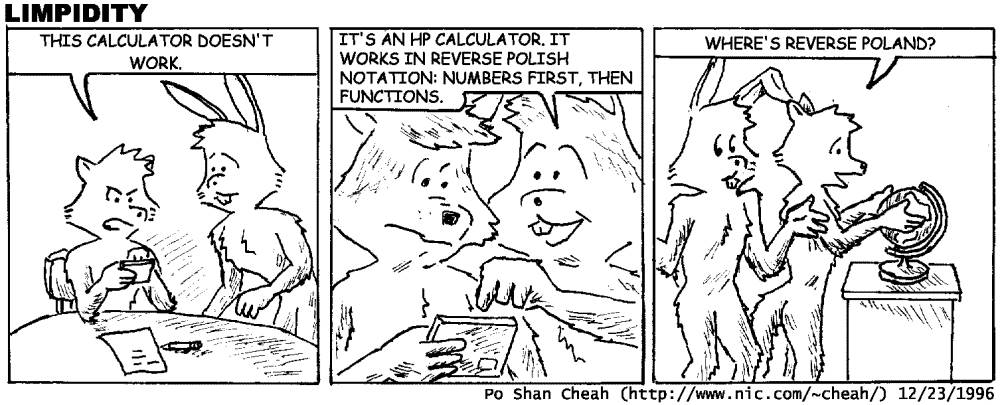 LIMPIDITY
THIS CALCULATOR DOESN'T
WORK.
IT'S AN HP CALCULATOR. IT
WORKS IN REVERSE POLISH
NOTATION: NUMBERS FIRST, THEN
FUNCTIONS.
WHERE'S REVERSE POLAND?
Po Shan Cheah (http://www.nic.com/~cheah/) 12/23/1996